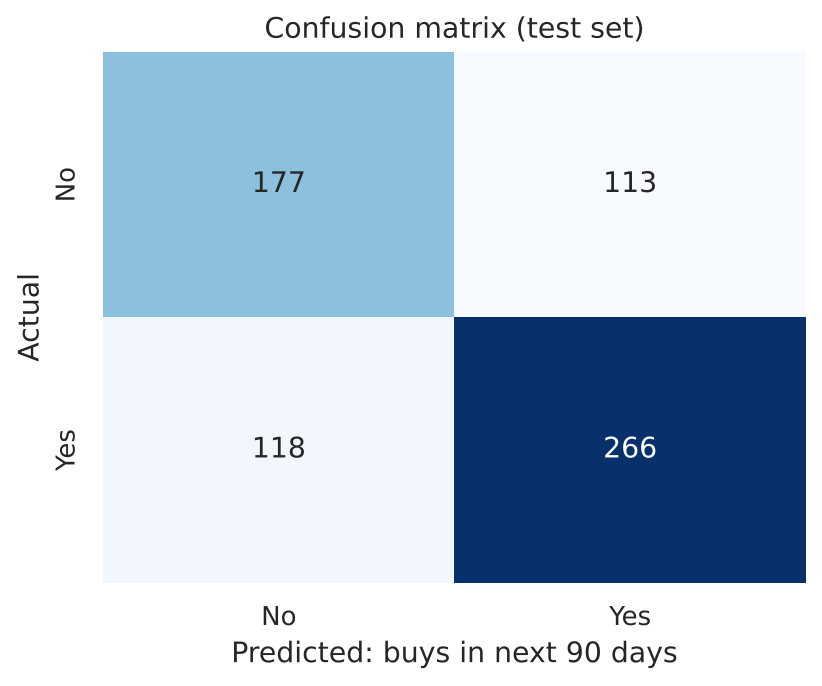 Confusion matrix (test set)
Actual
No
177
113
Yes
118
266
No
Yes
Predicted: buys in next 90 days